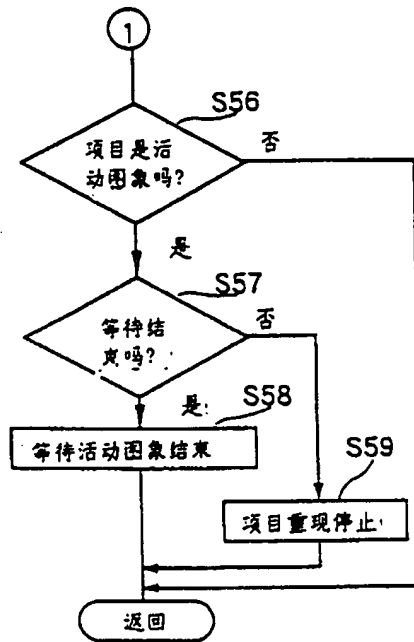 1
S56
项目是活
动图象吗?
否
是
S57
等待结
束吗?
否
是:
S58
等待活动图象结束
S59
项目重现停止
返回